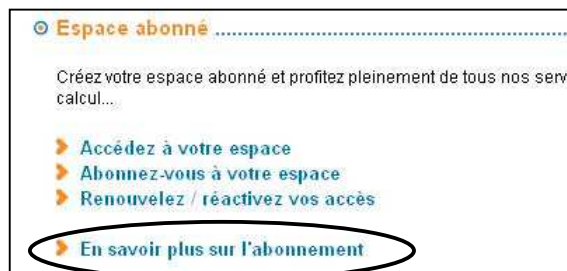 Espace abonné ........................................................
Créez votre espace abonné et profitez pleinement de tous nos
calcul...
Accédez à votre espace
Abonnez-vous à votre espace
Renouvelez / réactivez vos accès
En savoir plus sur l'abonnement